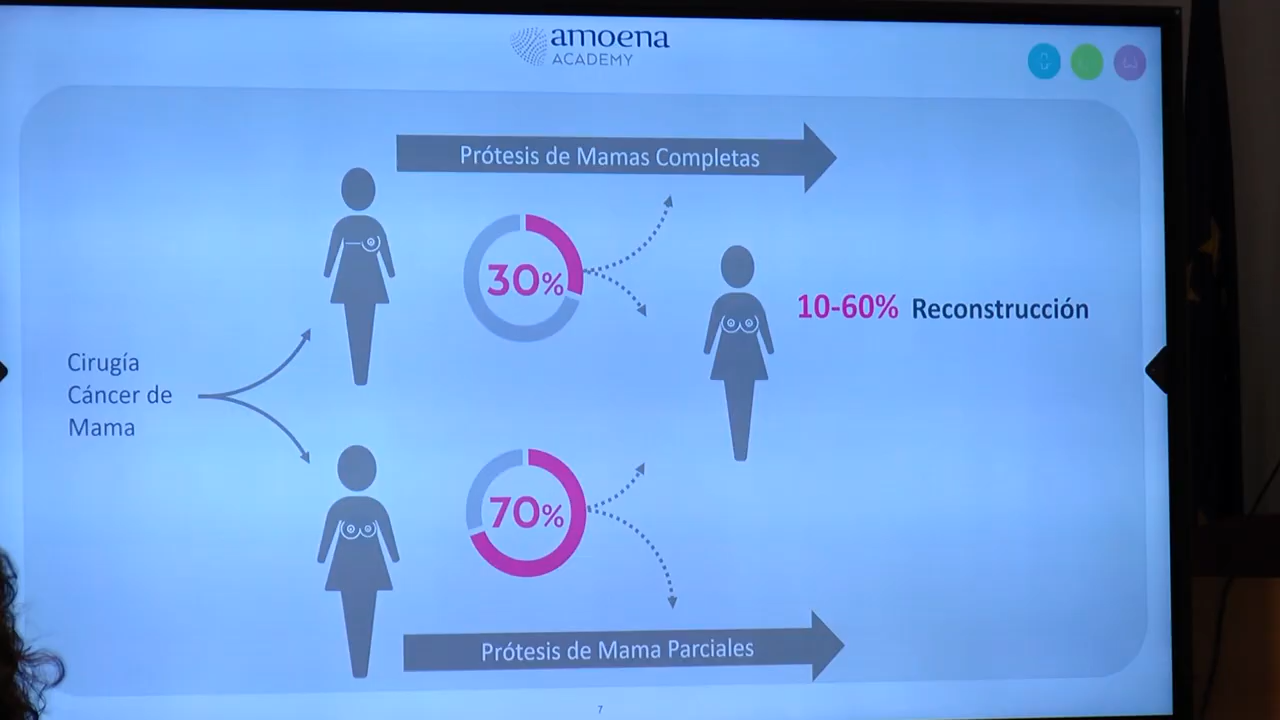 amoena
ACADEMY
Prótesis de Mamas Completas
30%
10-60% Reconstrucción
Cirugía
Cáncer de
Mama
70%
Prótesis de Mama Parciales
7